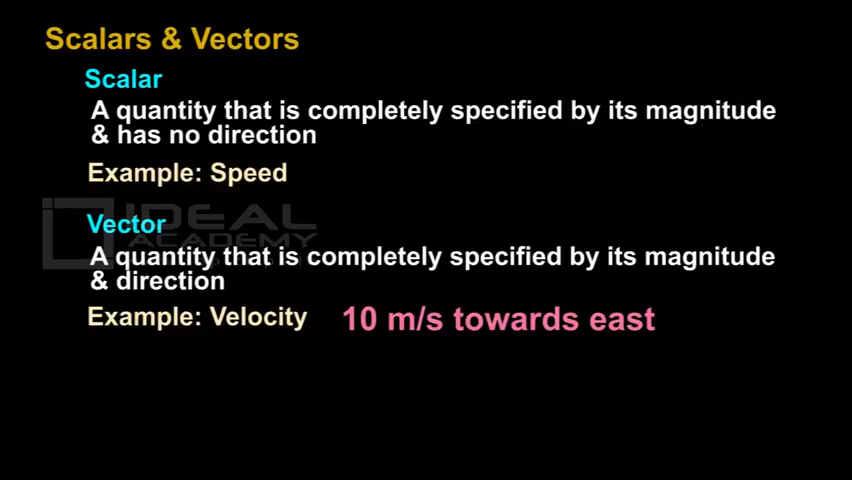 Scalars & Vectors
Scalar
A quantity that is completely specified by its magnitude
& has no direction
Example: Speed
IDEAL
ACADEMY
Vector
A quantity that is completely specified by its magnitude
& direction
Example: Velocity 10 m/s towards east